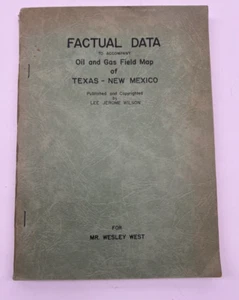 FACTUAL DATA
TO ACCOMPANY
Oil and Gas Field Map
of
TEXAS - NEW MEXICO
Published and Copyrighted
by
LEE JEROME WILSON
FOR
MR. WESLEY WEST